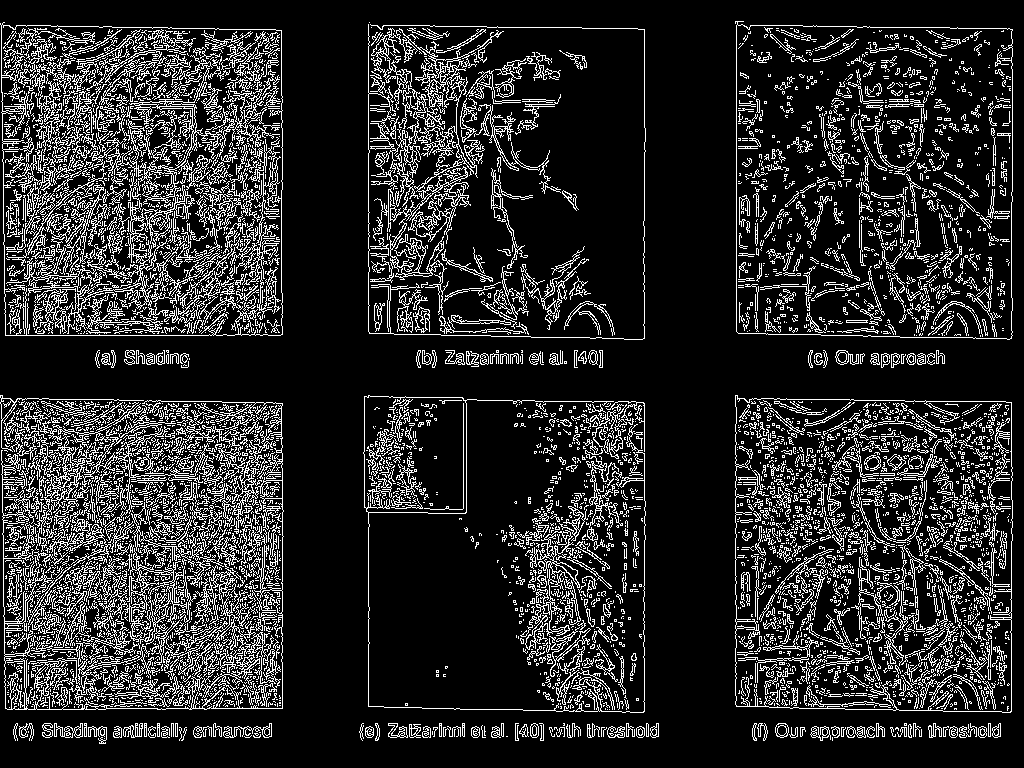 (a) Shading
(b) Zatzarinni et al. [40]
(c) Our approach
(d) Shading artificially enhanced
(e) Zatzarinni et al. [40] with threshold
(f) Our approach with threshold